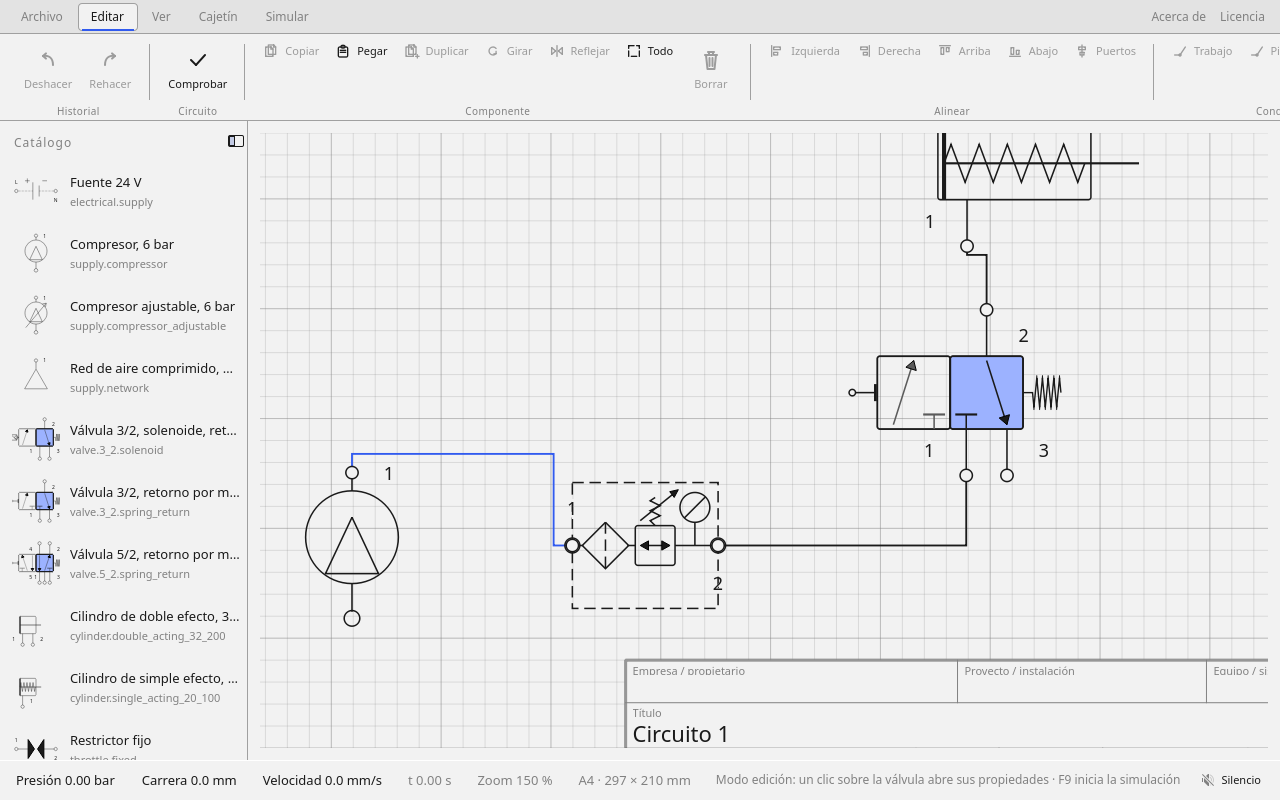 Archivo Editar Ver Cajetín Simular Acerca de Licencia
Copiar Pegar Duplicar Girar Reflejar Todo Izquierda Derecha Arriba Abajo Puertos Trabajo
Deshacer Rehacer Comprobar Borrar
Historial Circuito Componente Alinear
Catálogo
Fuente 24 V
electrical.supply
Compresor, 6 bar
supply.compressor
Compresor ajustable, 6 bar
supply.compressor_adjustable
Red de aire comprimido, ...
supply.network
Válvula 3/2, solenoide, ret...
valve.3_2.solenoid
Válvula 3/2, retorno por m...
valve.3_2.spring_return
Válvula 5/2, retorno por m...
valve.5_2.spring_return
Cilindro de doble efecto, 3...
cylinder.double_acting_32_200
Cilindro de simple efecto, ...
cylinder.single_acting_20_100
Restrictor fijo
throttle.fixed
1
2
1 3
1
1
2
Empresa / propietario Proyecto / instalación Equipo / si
Título
Circuito 1
Presión 0.00 bar Carrera 0.0 mm Velocidad 0.0 mm/s t 0.00 s Zoom 150 % A4 · 297 × 210 mm Modo edición: un clic sobre la válvula abre sus propiedades · F9 inicia la simulación Silencio